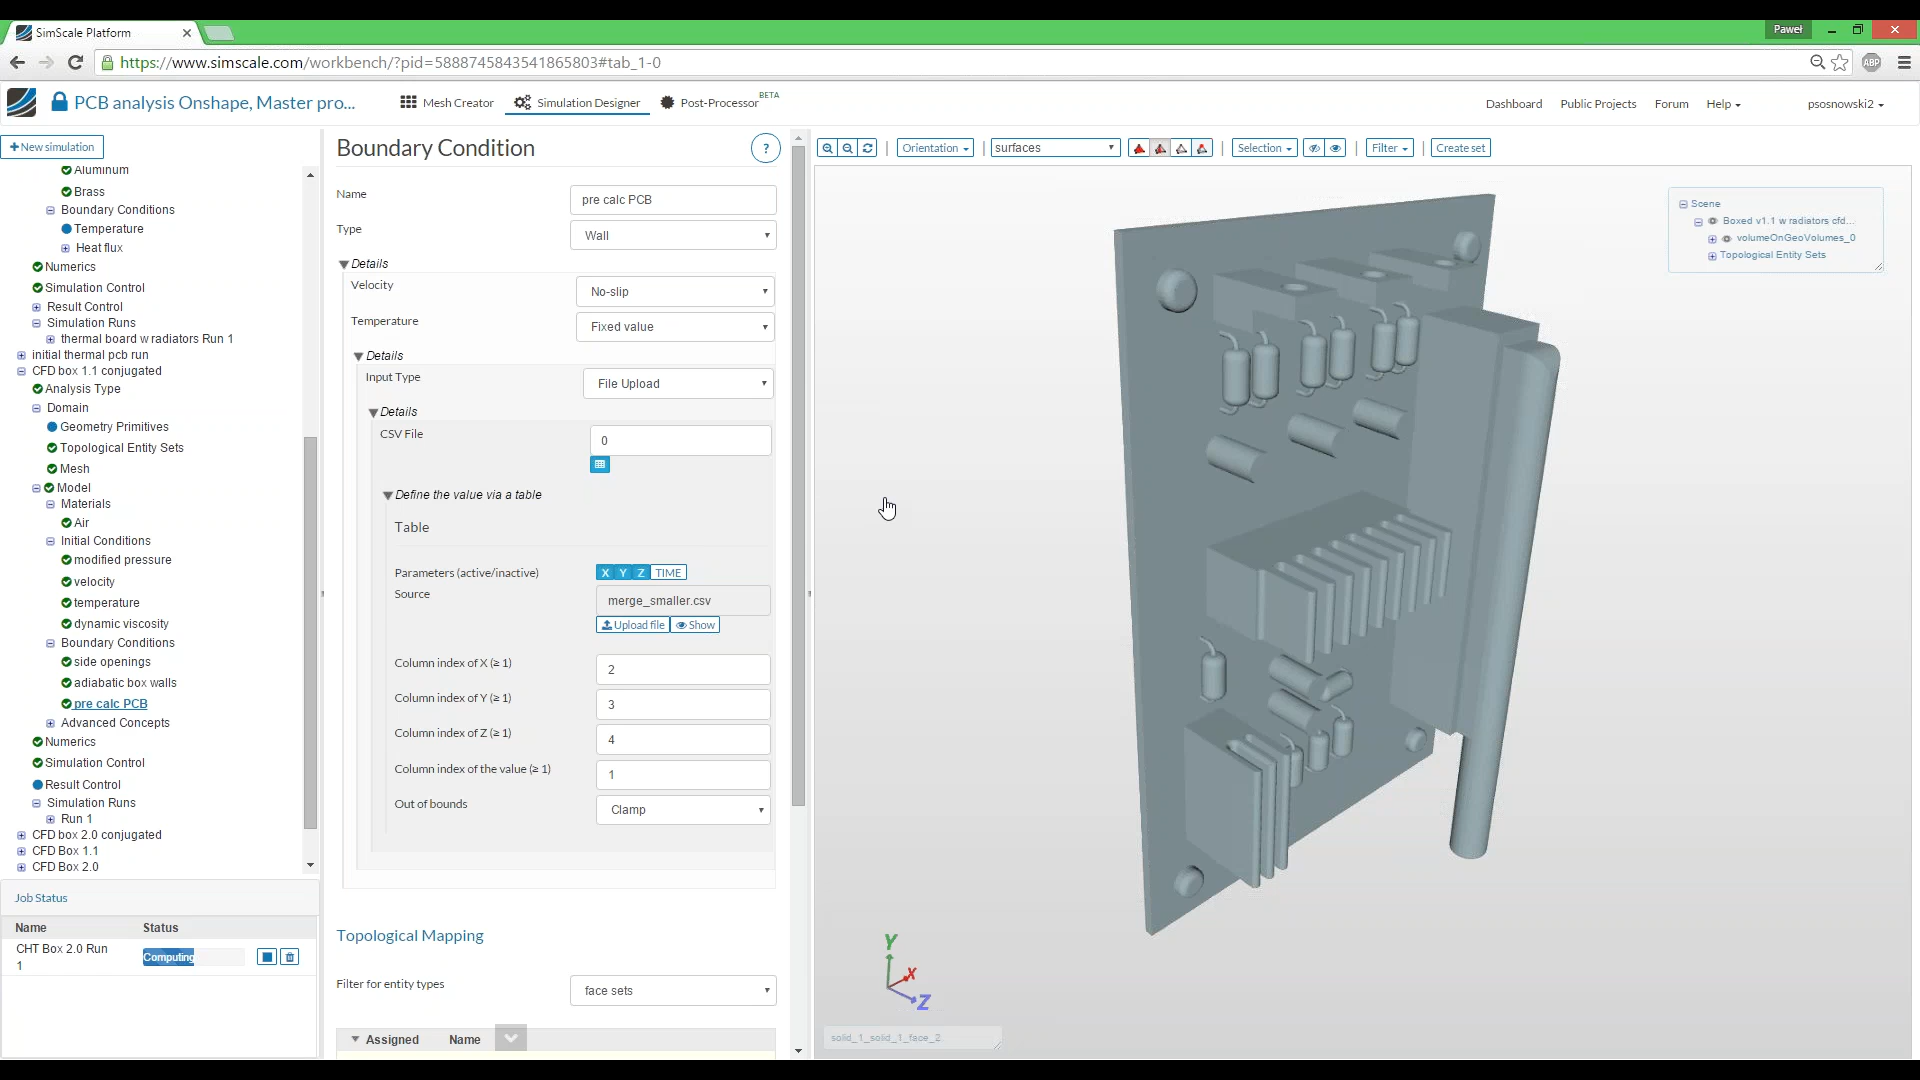 SimScale Platform
Paweł
https://www.simscale.com/workbench/?pid=5888745843541865803#tab_1-0
ABP
PCB analysis Onshape, Master pro...
Mesh Creator
Simulation Designer
Post-Processor
BETA
Dashboard
Public Projects
Forum
Help
psosnowski2
New simulation
Aluminum
Brass
Boundary Conditions
Temperature
Heat flux
Numerics
Simulation Control
Result Control
Simulation Runs
thermal board w radiators Run 1
initial thermal pcb run
CFD box 1.1 conjugated
Analysis Type
Domain
Geometry Primitives
Topological Entity Sets
Mesh
Model
Materials
Air
Initial Conditions
modified pressure
velocity
temperature
dynamic viscosity
Boundary Conditions
side openings
adiabatic box walls
pre calc PCB
Advanced Concepts
Numerics
Simulation Control
Result Control
Simulation Runs
Run 1
CFD box 2.0 conjugated
CFD Box 1.1
CFD Box 2.0
Job Status
Name Status
CHT Box 2.0 Run
1
Computing
Boundary Condition
?
Name
pre calc PCB
Type
Wall
Details
Velocity
No-slip
Temperature
Fixed value
Details
Input Type
File Upload
Details
CSV File
0
Define the value via a table
Table
Parameters (active/inactive)
X Y Z TIME
Source
merge_smaller.csv
Upload file Show
Column index of X (≥ 1)
2
Column index of Y (≥ 1)
3
Column index of Z (≥ 1)
4
Column index of the value (≥ 1)
1
Out of bounds
Clamp
Topological Mapping
Filter for entity types
face sets
Assigned Name
Orientation
surfaces
Selection
Filter
Create set
Scene
Boxed v1.1 w radiators cfd...
volumeOnGeoVolumes_0
Topological Entity Sets
Y
X
Z
solid_1_solid_1_face_2